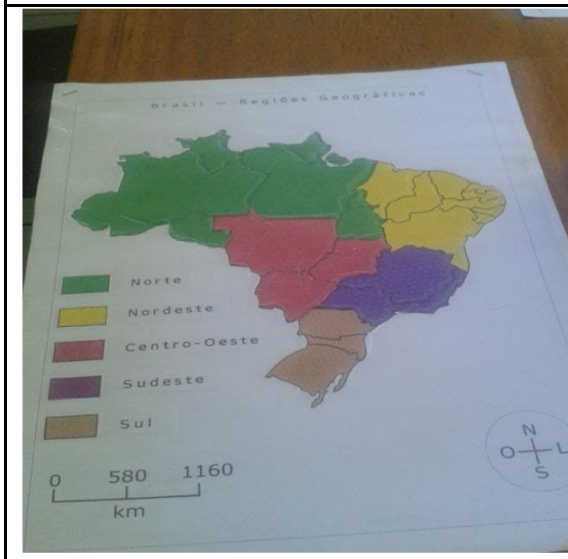 Brasil — Regiões Geográficas
Norte
Nordeste
Centro-Oeste
Sudeste
Sul
0 580 1160
km
N
O L
S